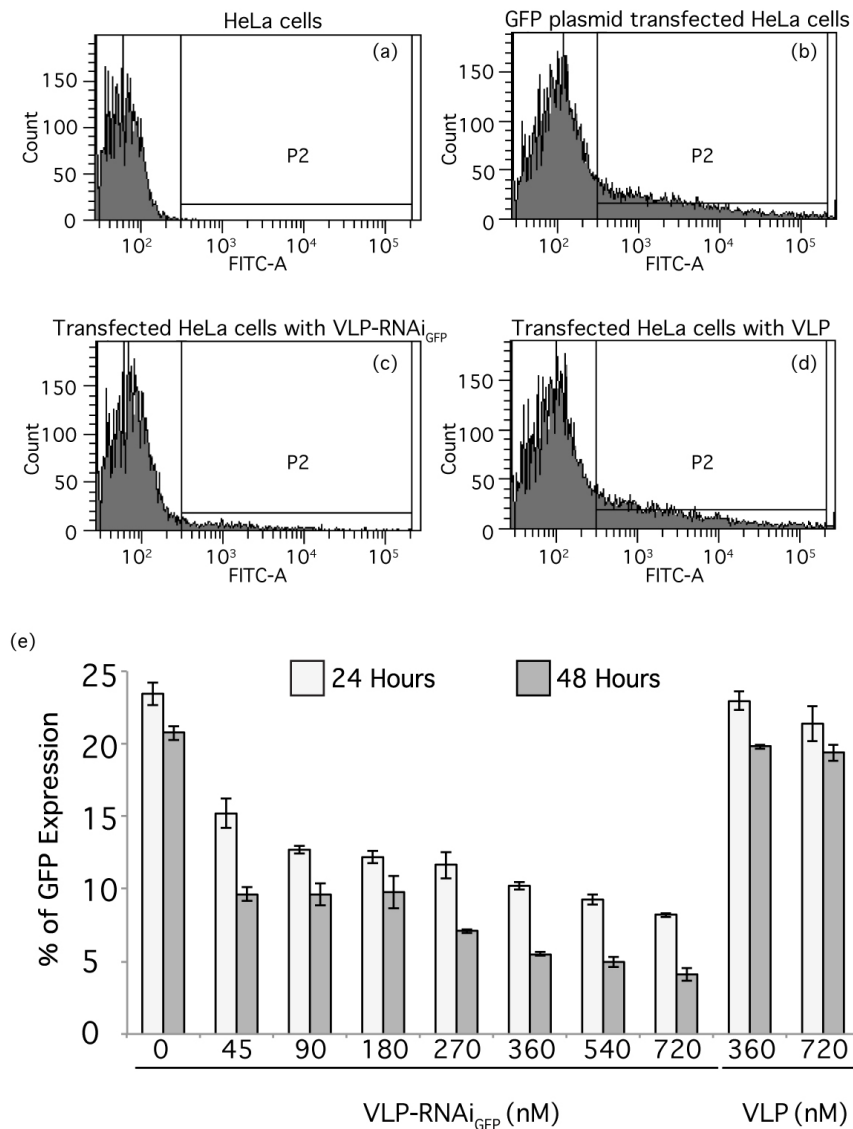 HeLa cells
(a)
Count
150
100
50
0
P2
10²
10³
10⁴
10⁵
FITC-A
GFP plasmid transfected HeLa cells
(b)
Count
150
100
50
0
P2
10²
10³
10⁴
10⁵
FITC-A
Transfected HeLa cells with VLP-RNAi_GFP
(c)
Count
150
100
50
0
P2
10²
10³
10⁴
10⁵
FITC-A
Transfected HeLa cells with VLP
(d)
Count
150
100
50
0
P2
10²
10³
10⁴
10⁵
FITC-A
(e)
24 Hours
48 Hours
% of GFP Expression
25
20
15
10
5
0
0 45 90 180 270 360 540 720 360 720
VLP-RNAi_GFP (nM) VLP (nM)